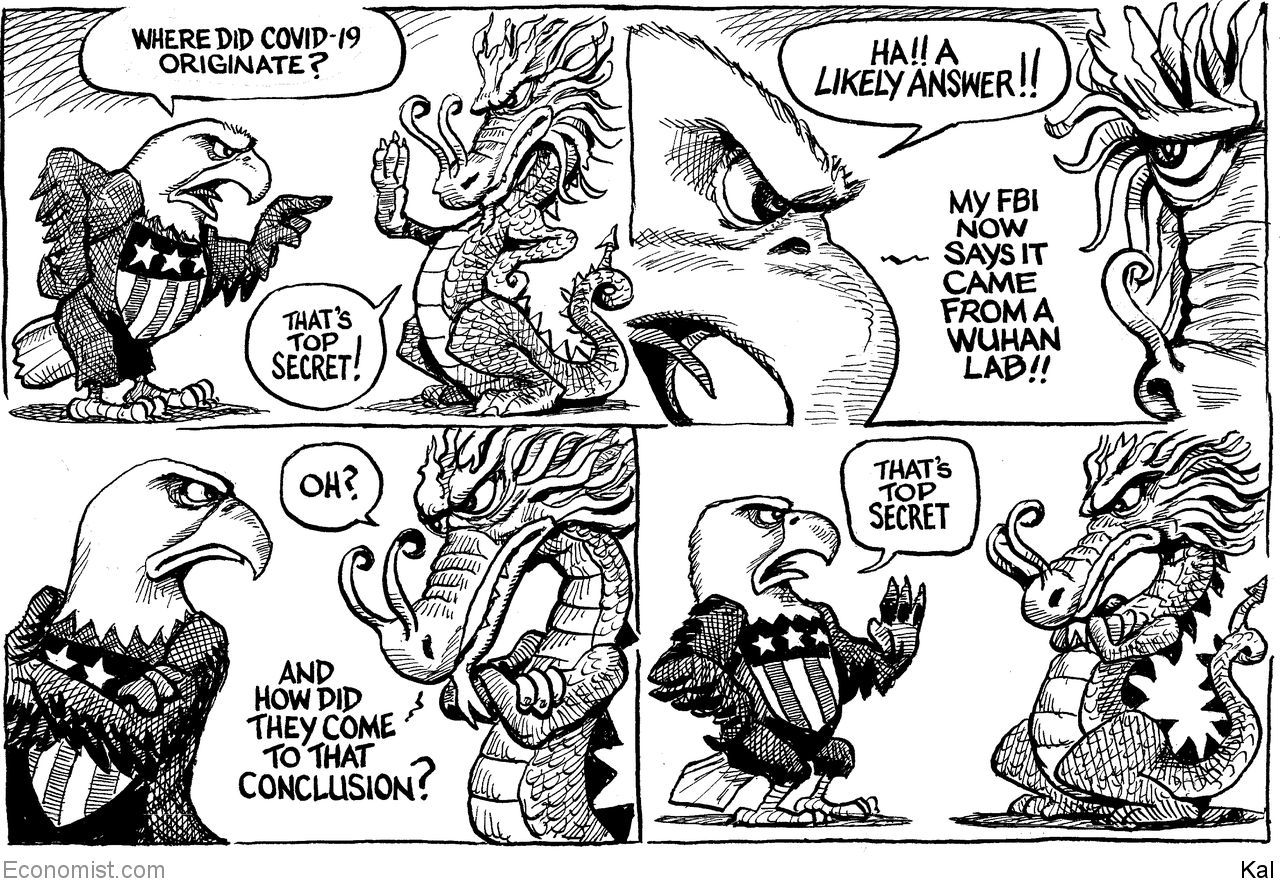 WHERE DID COVID-19
ORIGINATE?
THAT'S
TOP
SECRET!
HA!! A
LIKELY ANSWER!!
MY FBI
NOW
SAYS IT
CAME
FROM A
WUHAN
LAB!!
OH?
AND
HOW DID
THEY COME
TO THAT
CONCLUSION?
THAT'S
TOP
SECRET
Economist.com
Kal